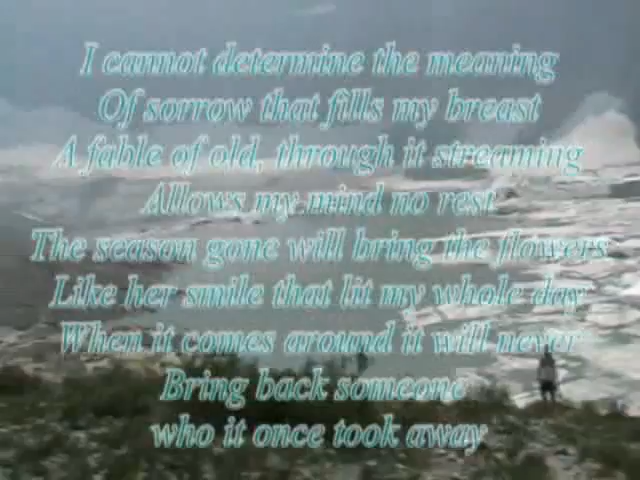 I cannot determine the meaning
Of sorrow that fills my breast
A fable of old, through it streaming
Allows my mind no rest
The season gone will bring the flowers
Like her smile that lit my whole day
When it comes around it will never
Bring back someone
who it once took away